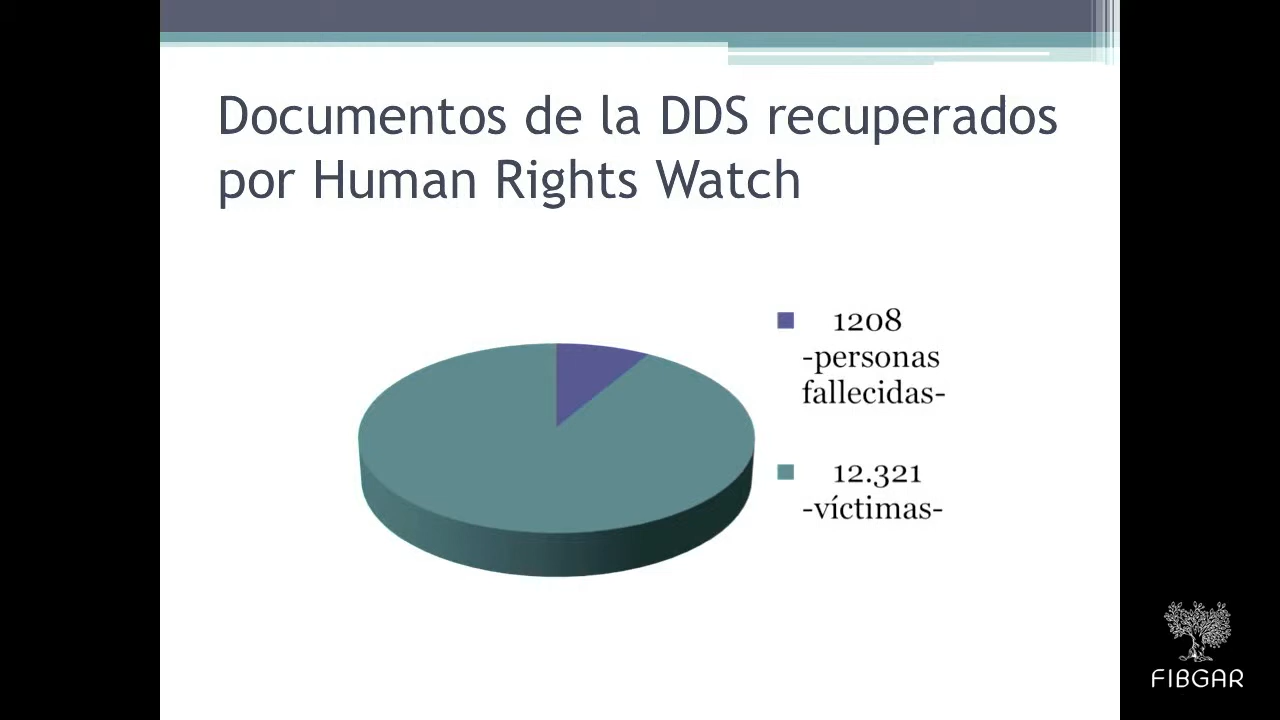 Documentos de la DDS recuperados
por Human Rights Watch
1208
-personas
fallecidas-
12.321
-víctimas-
FIBGAR